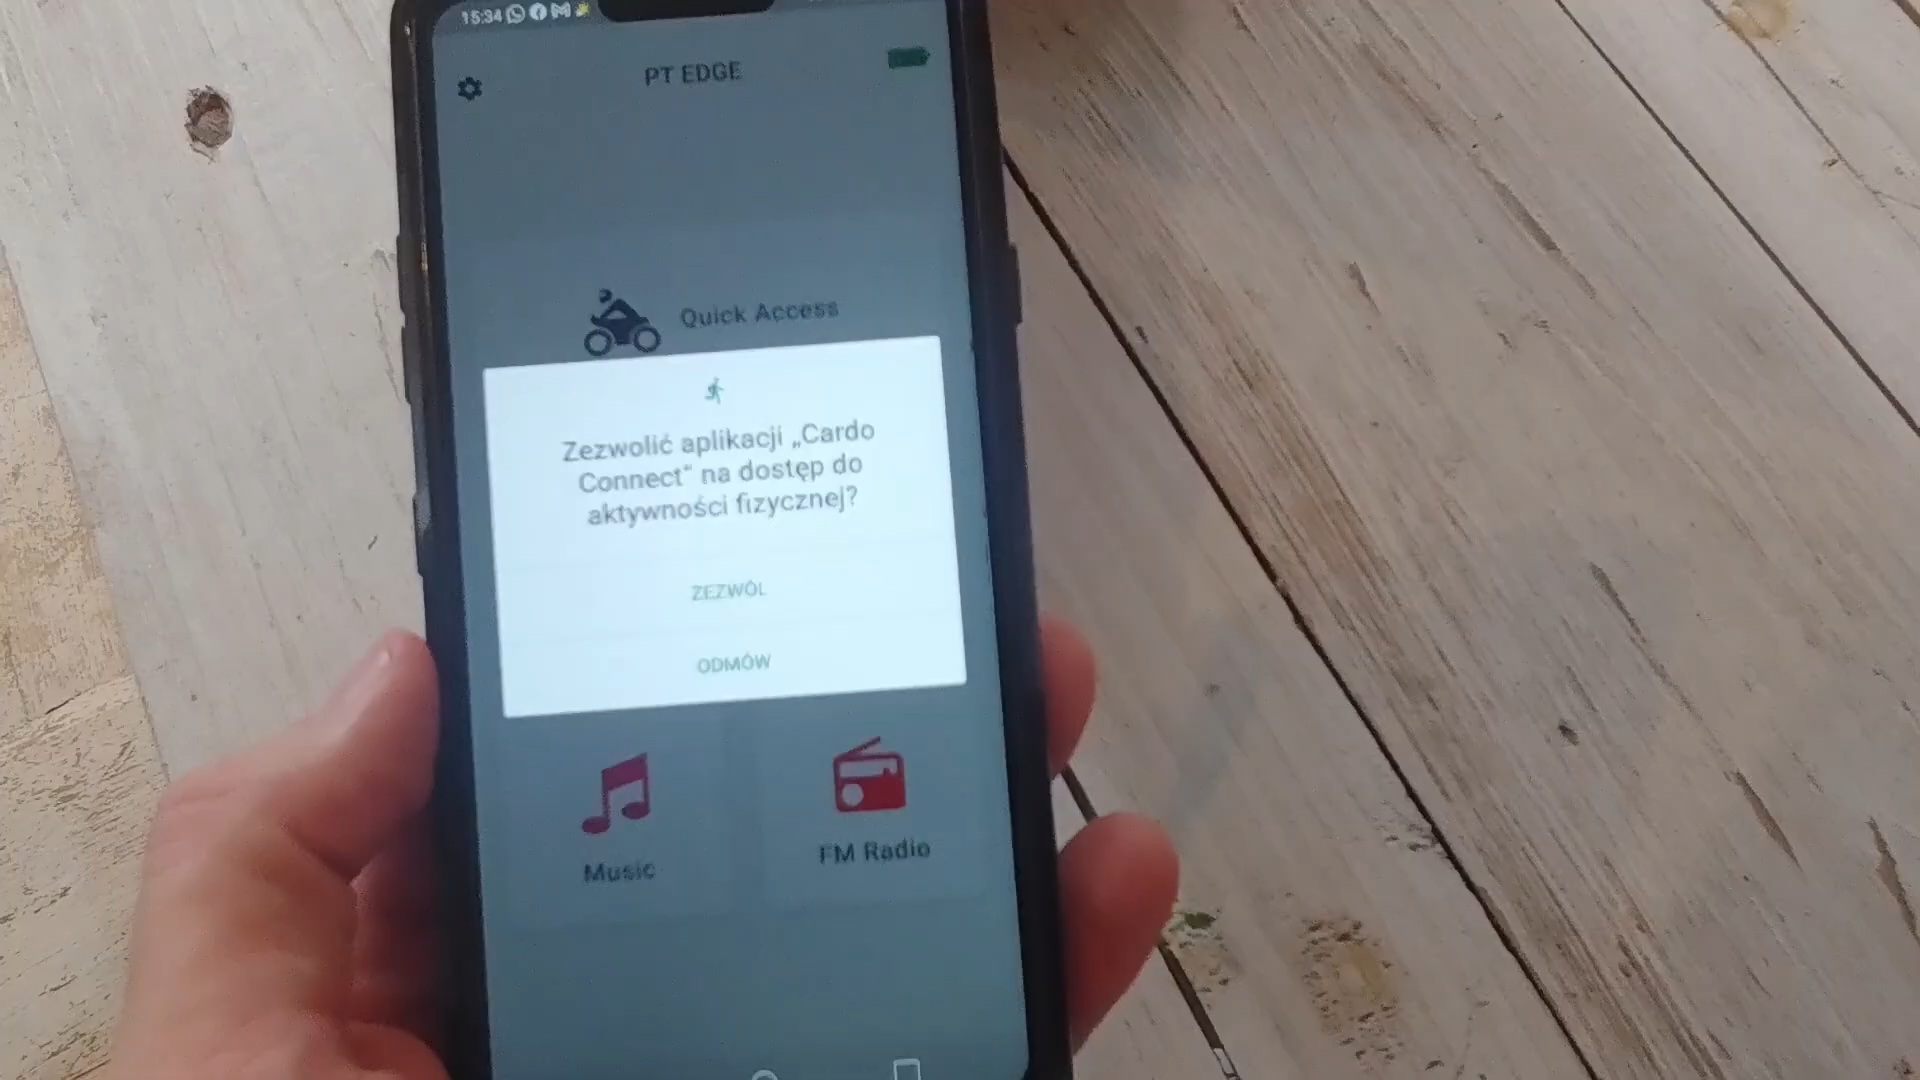 15:34
PT EDGE
Quick Access
Zezwolić aplikacji „Cardo
Connect” na dostęp do
aktywności fizycznej?
ZEZWÓL
ODMÓW
Music
FM Radio